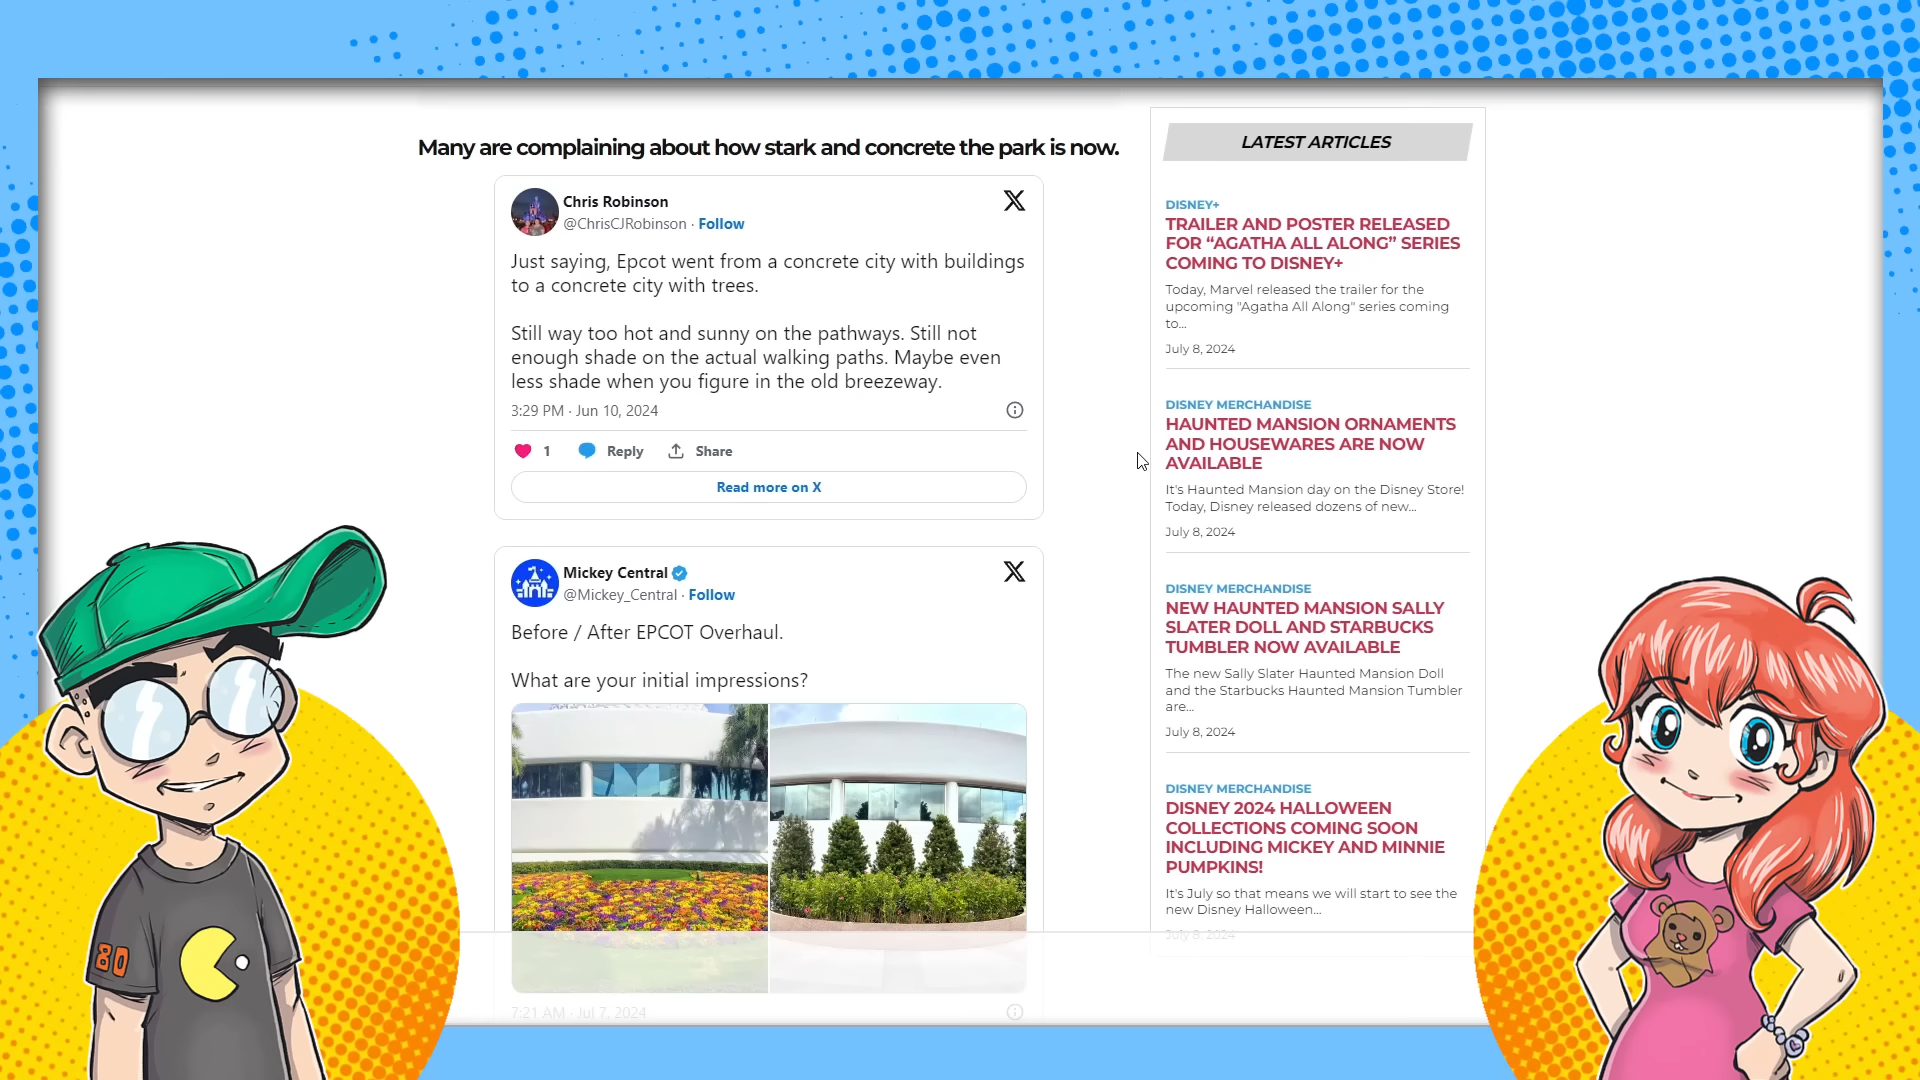 Many are complaining about how stark and concrete the park is now.
Chris Robinson
@ChrisCJRobinson · Follow
Just saying, Epcot went from a concrete city with buildings
to a concrete city with trees.
Still way too hot and sunny on the pathways. Still not
enough shade on the actual walking paths. Maybe even
less shade when you figure in the old breezeway.
3:29 PM · Jun 10, 2024
1 Reply Share
Read more on X
Mickey Central
@Mickey_Central · Follow
Before / After EPCOT Overhaul.
What are your initial impressions?
7:21 AM · Jul 7, 2024
LATEST ARTICLES
DISNEY+
TRAILER AND POSTER RELEASED
FOR “AGATHA ALL ALONG” SERIES
COMING TO DISNEY+
Today, Marvel released the trailer for the
upcoming "Agatha All Along" series coming
to...
July 8, 2024
DISNEY MERCHANDISE
HAUNTED MANSION ORNAMENTS
AND HOUSEWARES ARE NOW
AVAILABLE
It's Haunted Mansion day on the Disney Store!
Today, Disney released dozens of new...
July 8, 2024
DISNEY MERCHANDISE
NEW HAUNTED MANSION SALLY
SLATER DOLL AND STARBUCKS
TUMBLER NOW AVAILABLE
The new Sally Slater Haunted Mansion Doll
and the Starbucks Haunted Mansion Tumbler
are...
July 8, 2024
DISNEY MERCHANDISE
DISNEY 2024 HALLOWEEN
COLLECTIONS COMING SOON
INCLUDING MICKEY AND MINNIE
PUMPKINS!
It's July so that means we will start to see the
new Disney Halloween...
July 8, 2024
80